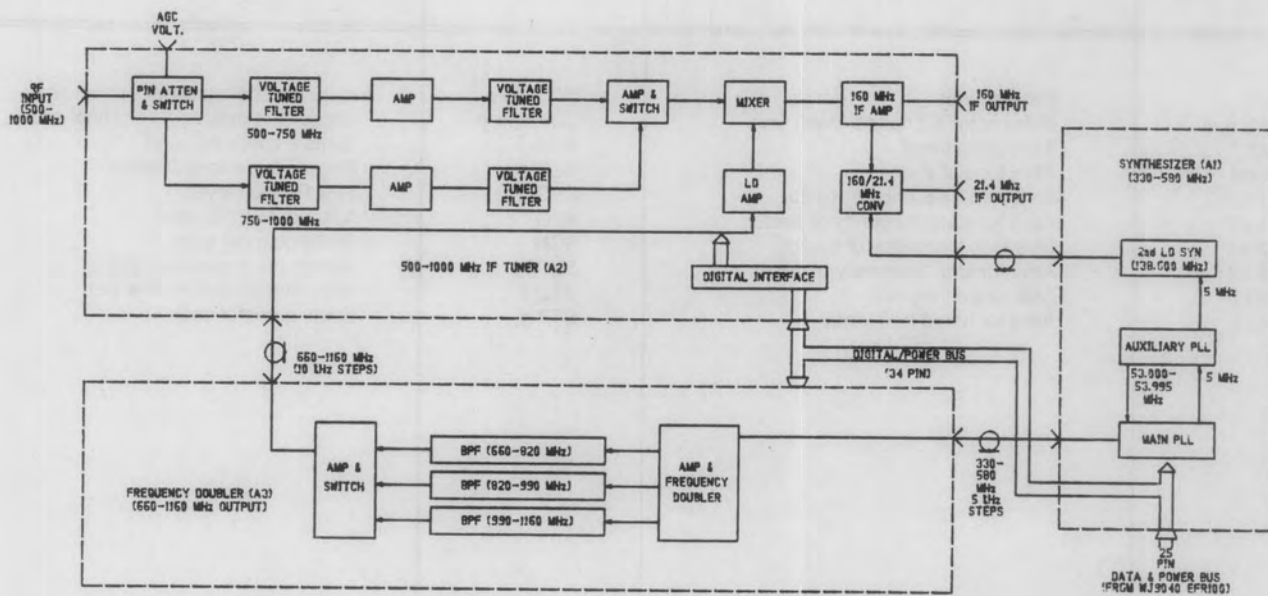 AGC
VOLT.
RF
INPUT
(500-
1000 MHz)
PIN ATTEN
& SWITCH
VOLTAGE
TUNED
FILTER
500-750 MHz
AMP
VOLTAGE
TUNED
FILTER
AMP &
SWITCH
MIXER
160 MHz
IF AMP
160 MHz
IF OUTPUT
VOLTAGE
TUNED
FILTER
750-1000 MHz
AMP
VOLTAGE
TUNED
FILTER
LO
AMP
160/21.4
MHz
CONV
21.4 Mhz
IF OUTPUT
500-1000 MHz IF TUNER (A2)
DIGITAL INTERFACE
SYNTHESIZER (A1)
(330-580 MHz)
2nd LO SYN
(138.600 MHz)
5 MHz
AUXILIARY PLL
53.000-
53.995
MHz
5 MHz
MAIN PLL
660-1160 MHz
(10 kHz STEPS)
DIGITAL/POWER BUS
(34 PIN)
FREQUENCY DOUBLER (A3)
(660-1160 MHz OUTPUT)
AMP &
SWITCH
BPF (660-820 MHz)
BPF (820-990 MHz)
BPF (990-1160 MHz)
AMP &
FREQUENCY
DOUBLER
330-
580
MHz
5 kHz
STEPS
25
PIN
DATA & POWER BUS
(FROM WJ9040 EFR100)